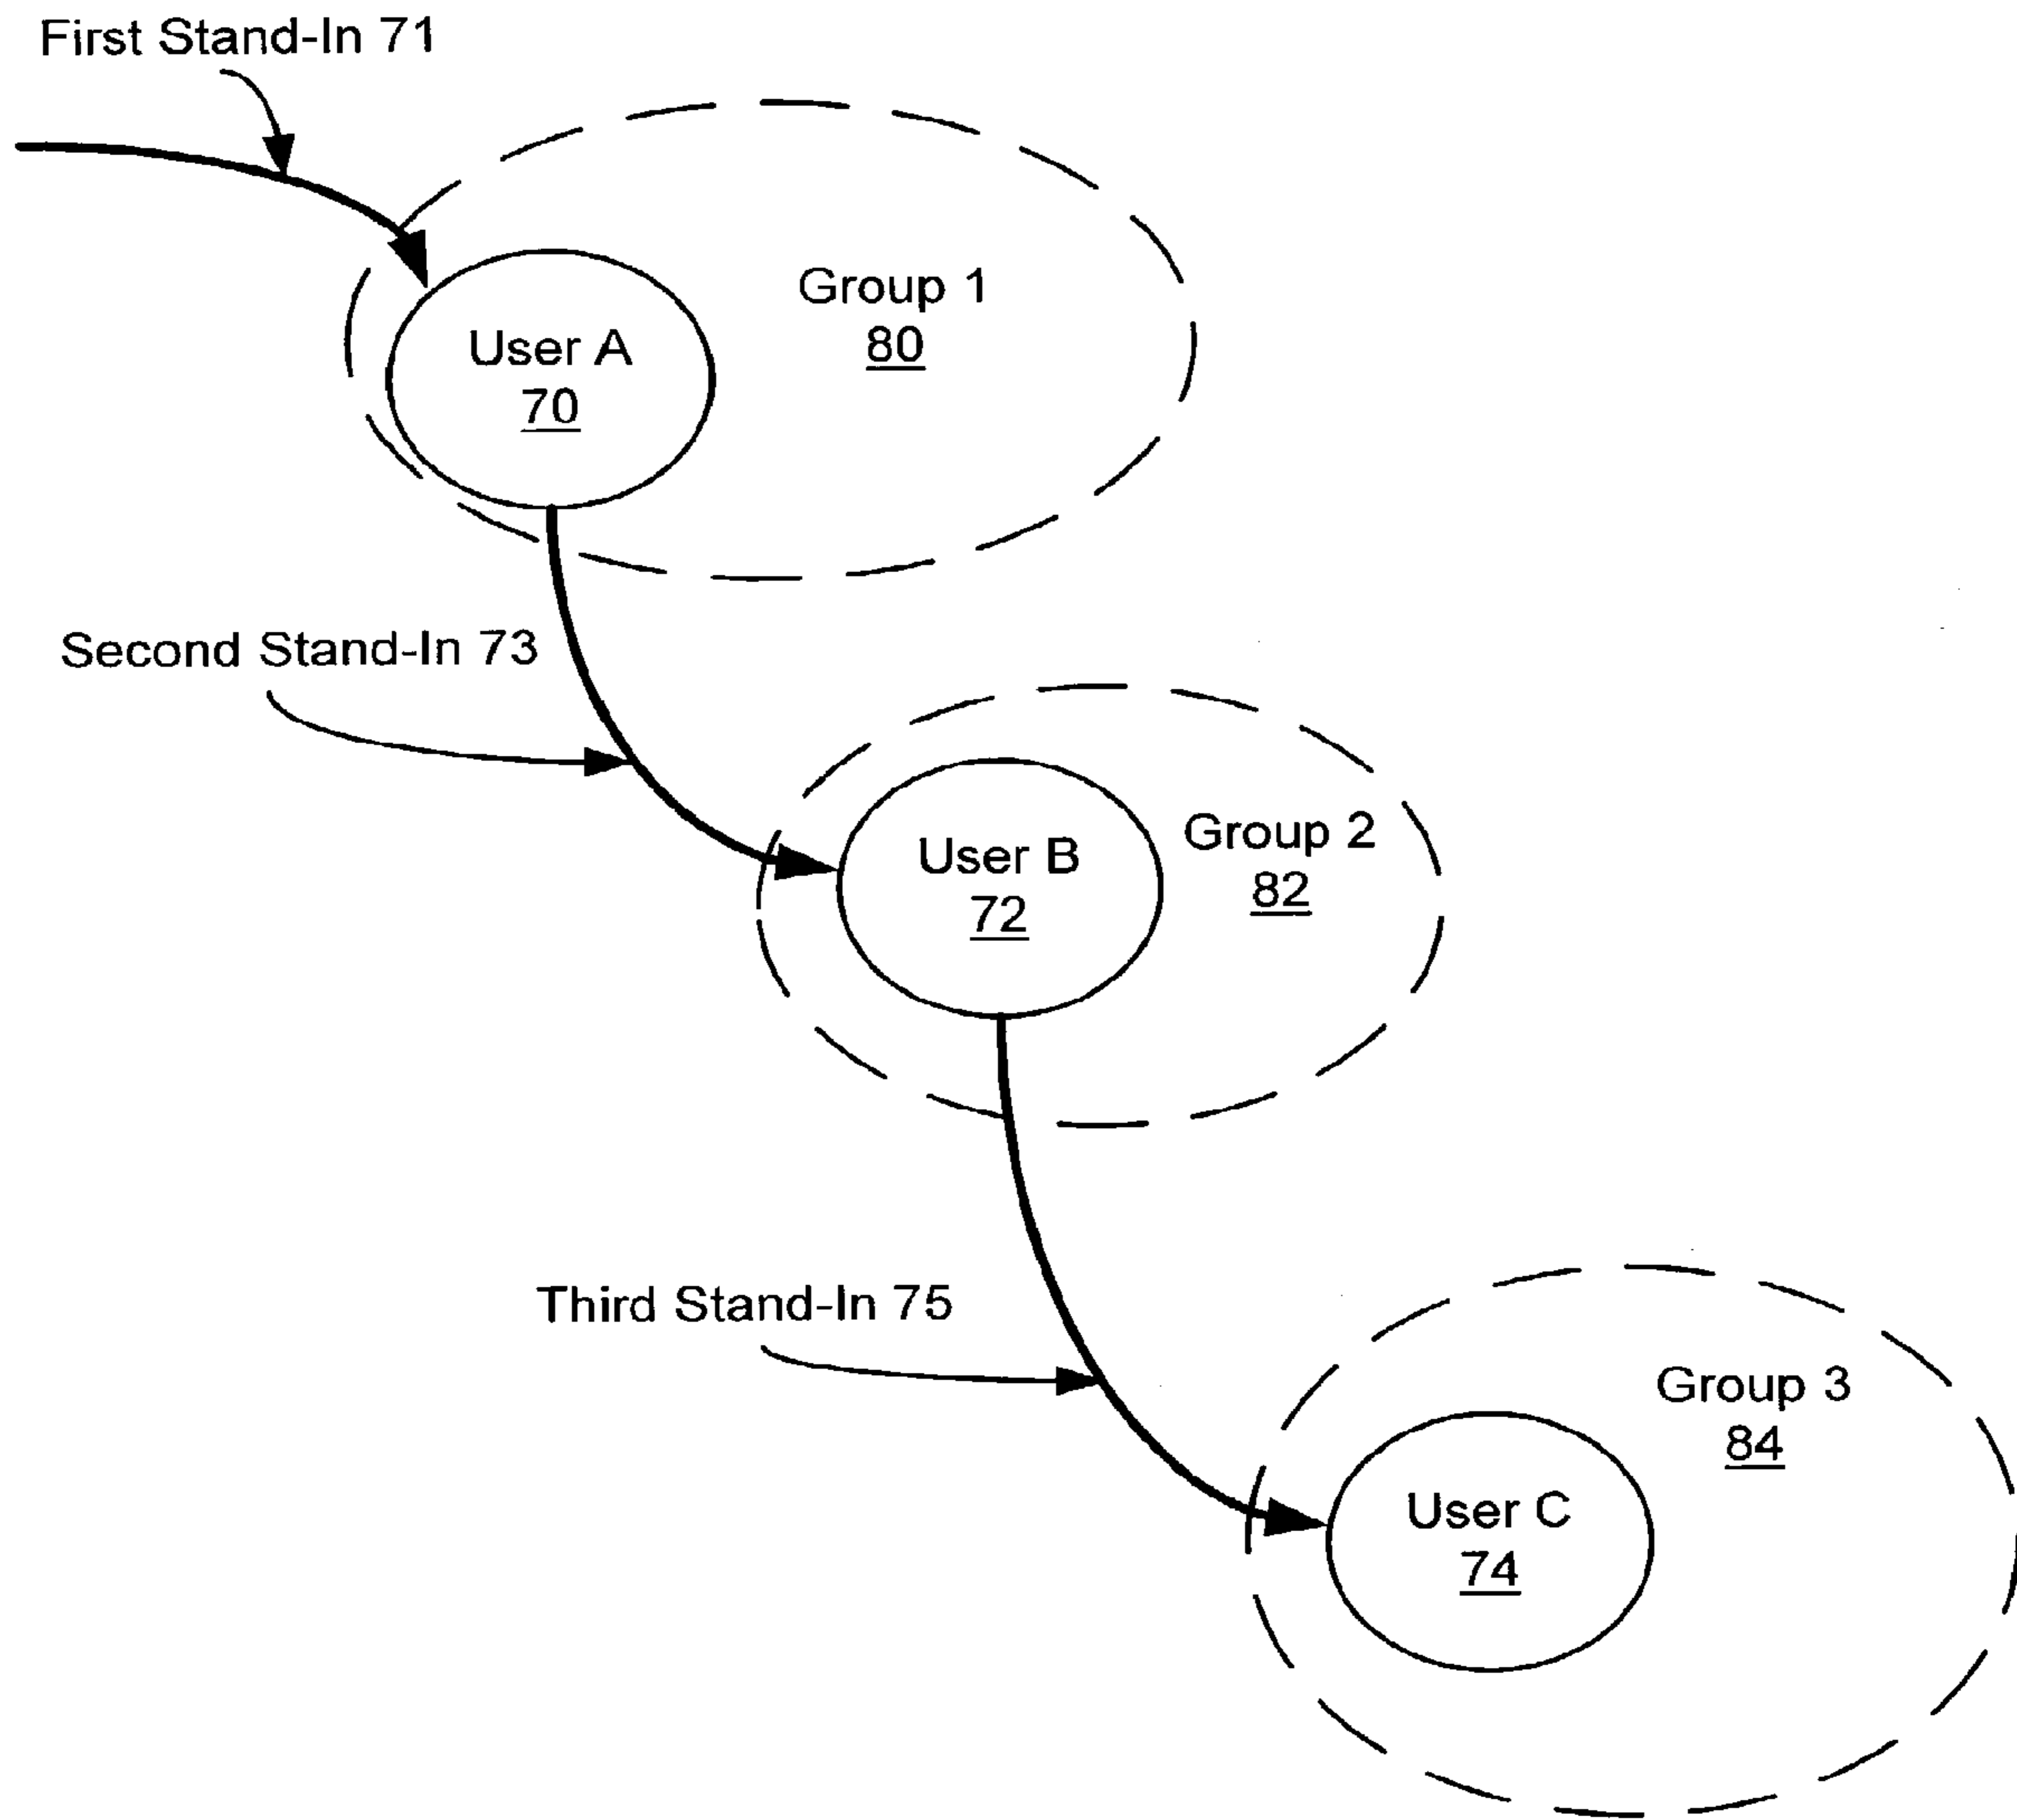 First Stand-In 71
Group 1
80
User A
70
Second Stand-In 73
Group 2
82
User B
72
Third Stand-In 75
Group 3
84
User C
74